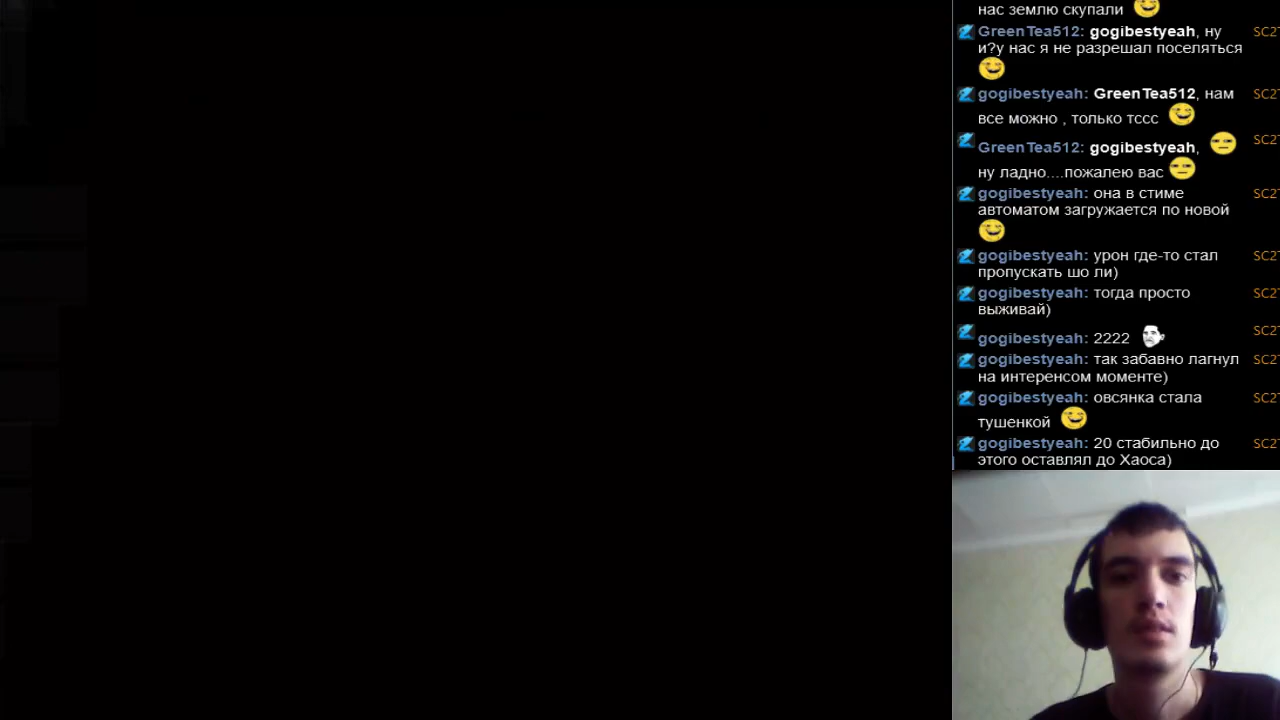 нас землю скупали
GreenTea512: gogibestyeah, ну
и?у нас я не разрешал поселяться
gogibestyeah: GreenTea512, нам
все можно , только тссс
GreenTea512: gogibestyeah,
ну ладно....пожалею вас
gogibestyeah: она в стиме
автоматом загружается по новой
gogibestyeah: урон где-то стал
пропускать шо ли)
gogibestyeah: тогда просто
выживай)
gogibestyeah: 2222
gogibestyeah: так забавно лагнул
на интеренсом моменте)
gogibestyeah: овсянка стала
тушенкой
gogibestyeah: 20 стабильно до
этого оставлял до Хаоса)